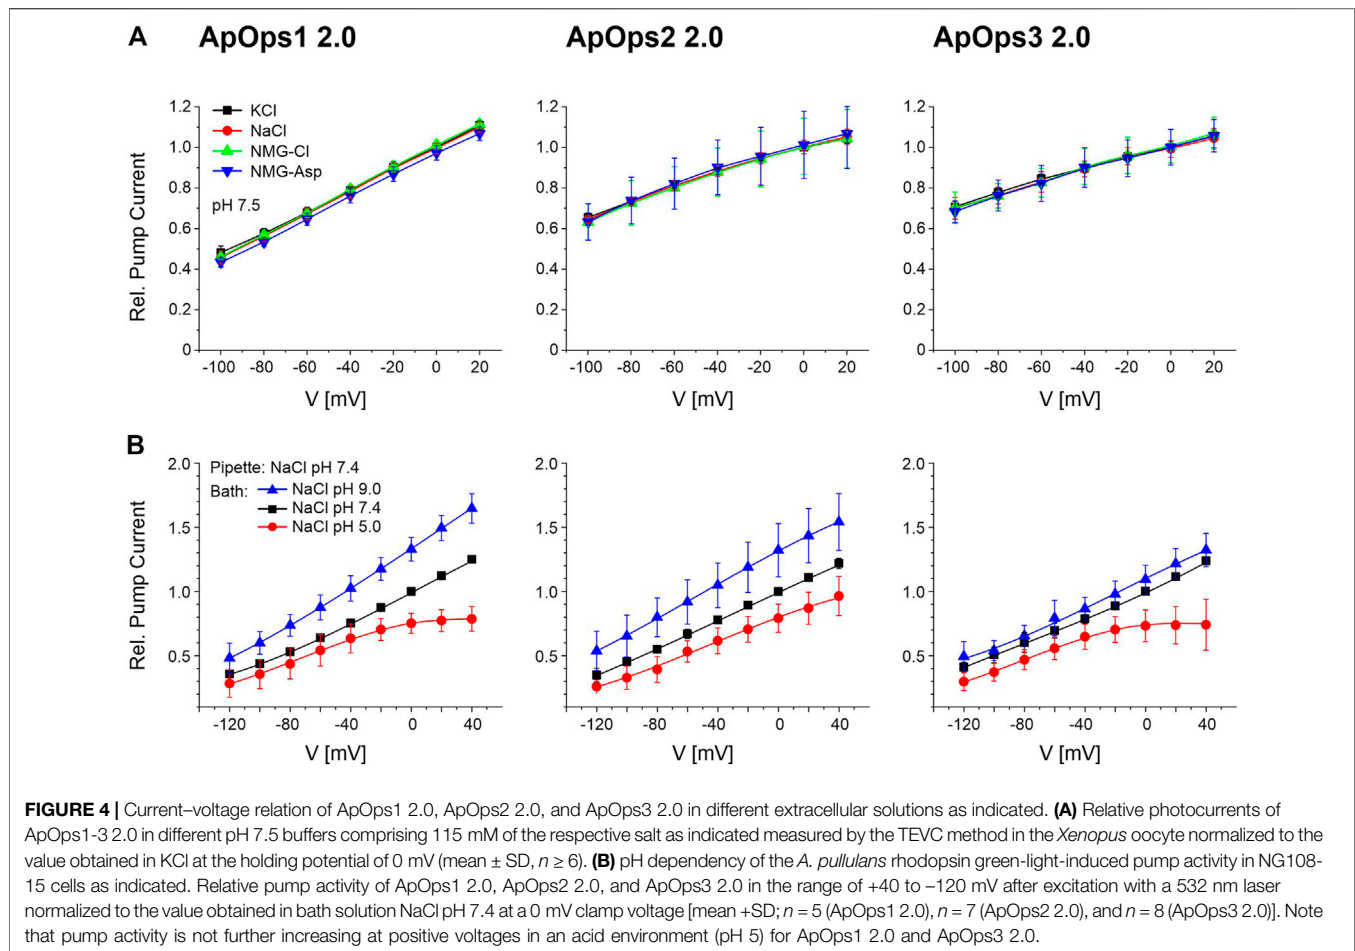 A ApOps1 2.0 ApOps2 2.0 ApOps3 2.0
1.2 1.2 1.2
KCl
1.0 1.0 1.0
NaCl
NMG-Cl
0.8 0.8 0.8
NMG-Asp
0.6 0.6 0.6
pH 7.5
0.4 0.4 0.4
0.2 0.2 0.2
0 0 0
Rel. Pump Current
-100 -80 -60 -40 -20 0 20 -100 -80 -60 -40 -20 0 20 -100 -80 -60 -40 -20 0 20
V [mV] V [mV] V [mV]
B
2.0 2.0 2.0
Pipette: NaCl pH 7.4
Bath: NaCl pH 9.0
NaCl pH 7.4
NaCl pH 5.0
1.5 1.5 1.5
1.0 1.0 1.0
0.5 0.5 0.5
Rel. Pump Current
-120 -80 -40 0 40 -120 -80 -40 0 40 -120 -80 -40 0 40
V [mV] V [mV] V [mV]
FIGURE 4 | Current–voltage relation of ApOps1 2.0, ApOps2 2.0, and ApOps3 2.0 in different extracellular solutions as indicated. (A) Relative photocurrents of
ApOps1-3 2.0 in different pH 7.5 buffers comprising 115 mM of the respective salt as indicated measured by the TEVC method in the Xenopus oocyte normalized to the
value obtained in KCl at the holding potential of 0 mV (mean ± SD, n ≥ 6). (B) pH dependency of the A. pullulans rhodopsin green-light-induced pump activity in NG108-
15 cells as indicated. Relative pump activity of ApOps1 2.0, ApOps2 2.0, and ApOps3 2.0 in the range of +40 to –120 mV after excitation with a 532 nm laser
normalized to the value obtained in bath solution NaCl pH 7.4 at a 0 mV clamp voltage [mean +SD; n = 5 (ApOps1 2.0), n = 7 (ApOps2 2.0), and n = 8 (ApOps3 2.0)]. Note
that pump activity is not further increasing at positive voltages in an acid environment (pH 5) for ApOps1 2.0 and ApOps3 2.0.